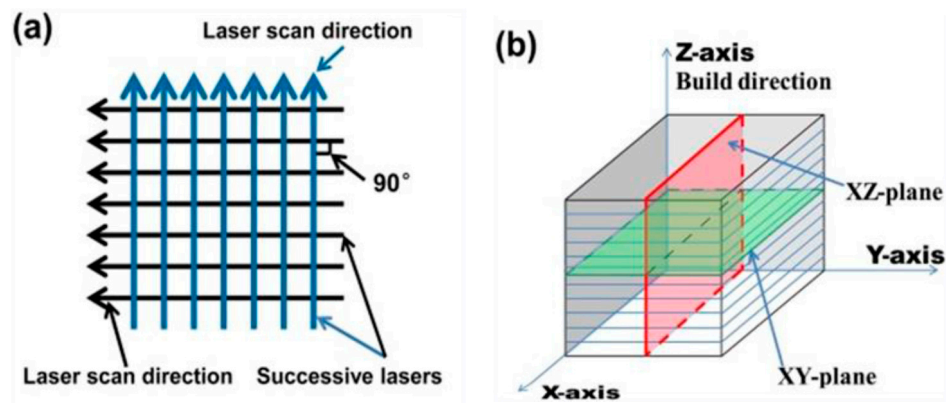 (a)
Laser scan direction
90°
Laser scan direction
Successive lasers
(b)
Z-axis
Build direction
XZ-plane
Y-axis
XY-plane
X-axis